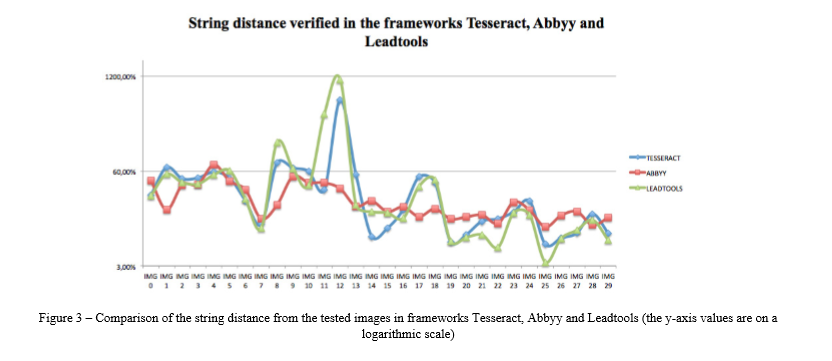 String distance verified in the frameworks Tesseract, Abbyy and
Leadtools
1200,00%
60,00%
3,00%
TESSERACT
ABBYY
LEADTOOLS
IMG IMG IMG IMG IMG IMG IMG IMG IMG IMG IMG IMG IMG IMG IMG IMG IMG IMG IMG IMG IMG IMG IMG IMG IMG IMG IMG IMG IMG IMG
0 1 2 3 4 5 6 7 8 9 10 11 12 13 14 15 16 17 18 19 20 21 22 23 24 25 26 27 28 29
Figure 3 – Comparison of the string distance from the tested images in frameworks Tesseract, Abbyy and Leadtools (the y-axis values are on a
logarithmic scale)